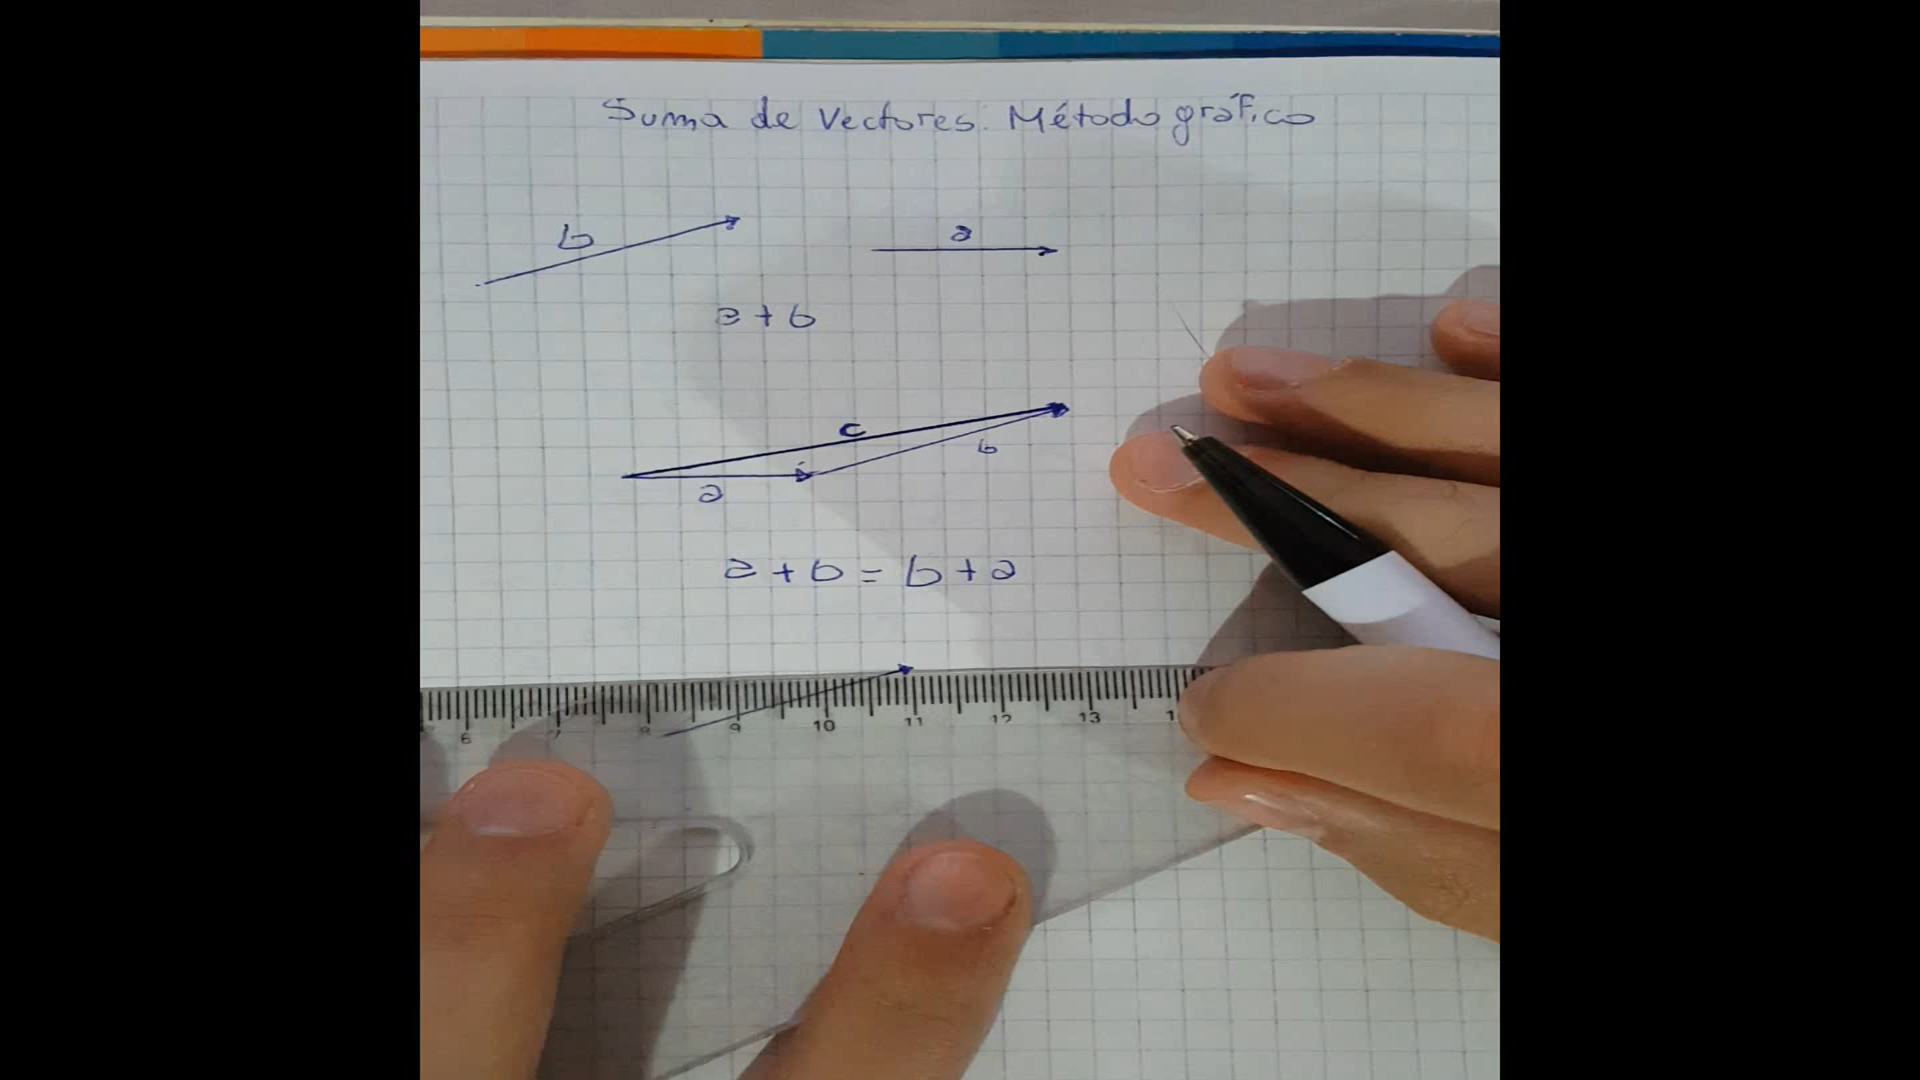 Suma de Vectores. Método gráfico
b
a
a + b
c
b
a
a + b = b + a
6 7 8 9 10 11 12 13